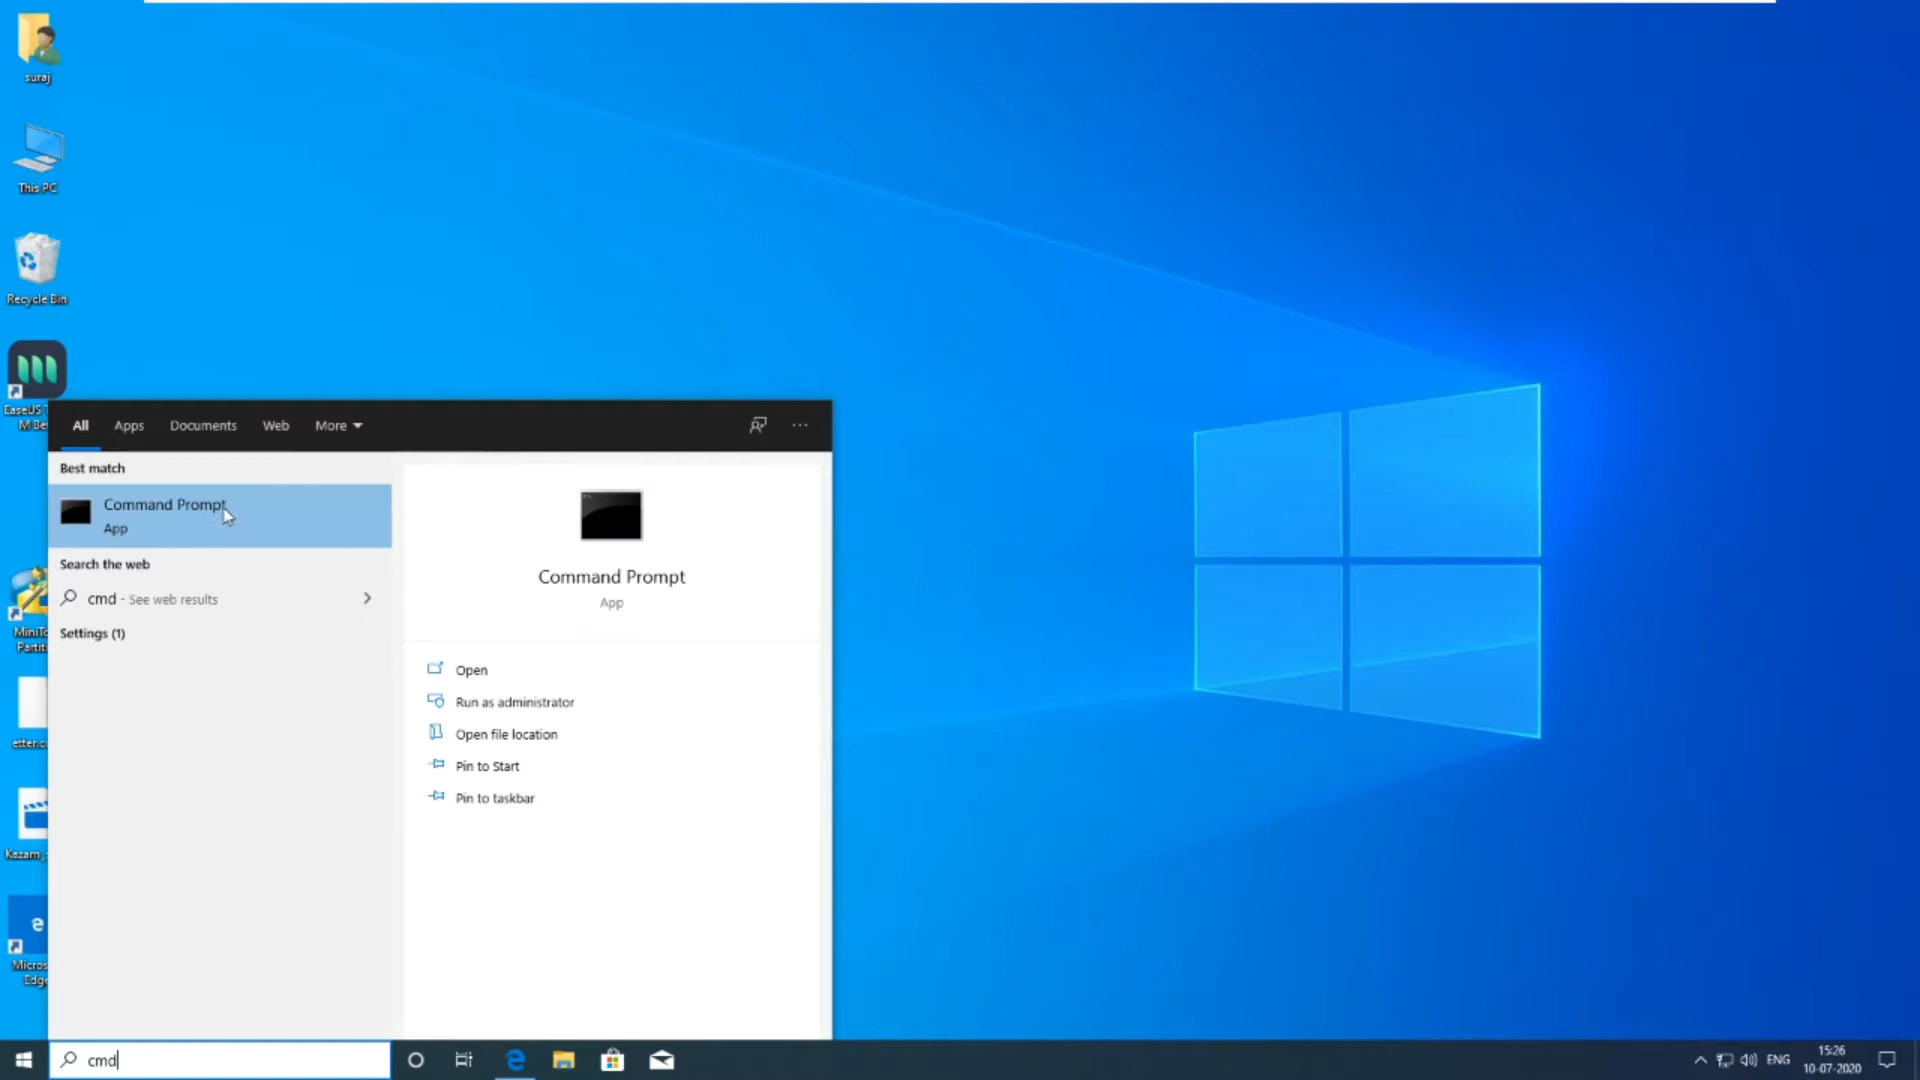 suraj
This PC
Recycle Bin
EaseUS T
M Be
MiniTo
Partiti
etter.c
Kazam_
Micros
Edge
All Apps Documents Web More
Best match
Command Prompt
App
Search the web
cmd - See web results
Settings (1)
Command Prompt
App
Open
Run as administrator
Open file location
Pin to Start
Pin to taskbar
cmd
ENG
15:26
10-07-2020